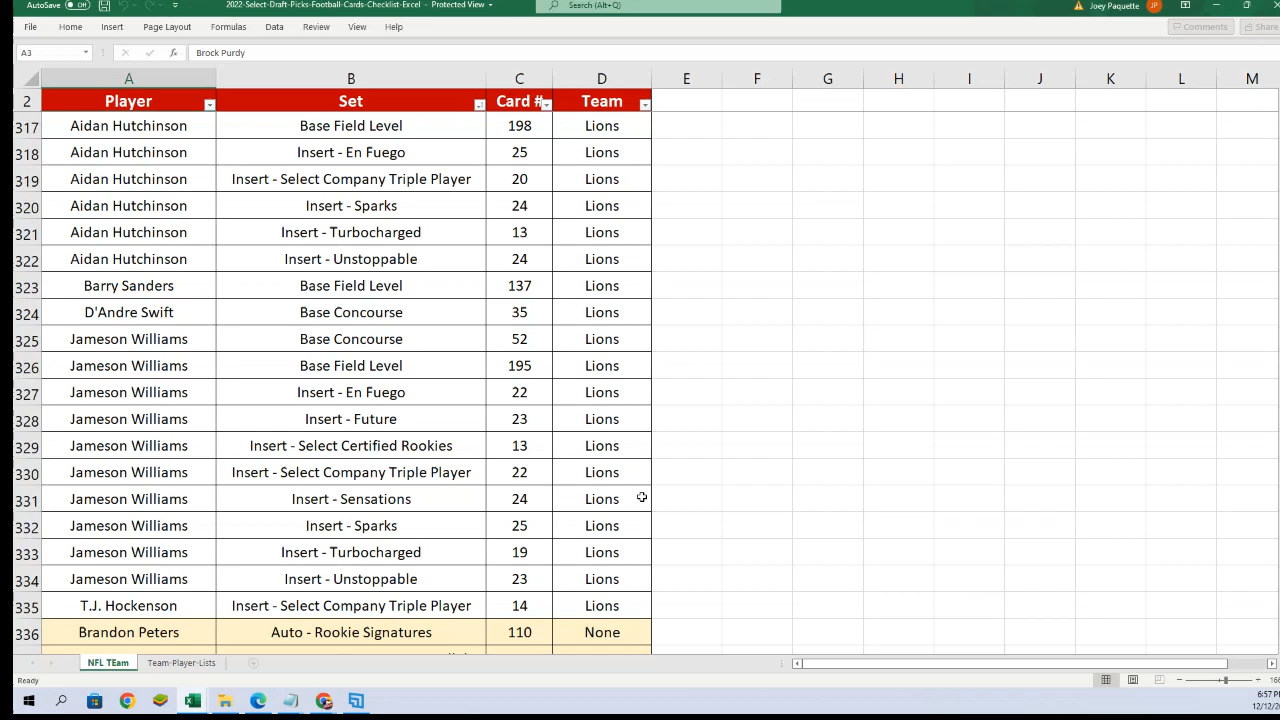 AutoSave Off 2022-Select-Draft-Picks-Football-Cards-Checklist-Excel - Protected View Search (Alt+Q) Joey Paquette JP
File Home Insert Page Layout Formulas Data Review View Help Comments Share
A3 fx Brock Purdy
A B C D E F G H I J K L M
2 Player Set Card # Team
317 Aidan Hutchinson Base Field Level 198 Lions
318 Aidan Hutchinson Insert - En Fuego 25 Lions
319 Aidan Hutchinson Insert - Select Company Triple Player 20 Lions
320 Aidan Hutchinson Insert - Sparks 24 Lions
321 Aidan Hutchinson Insert - Turbocharged 13 Lions
322 Aidan Hutchinson Insert - Unstoppable 24 Lions
323 Barry Sanders Base Field Level 137 Lions
324 D'Andre Swift Base Concourse 35 Lions
325 Jameson Williams Base Concourse 52 Lions
326 Jameson Williams Base Field Level 195 Lions
327 Jameson Williams Insert - En Fuego 22 Lions
328 Jameson Williams Insert - Future 23 Lions
329 Jameson Williams Insert - Select Certified Rookies 13 Lions
330 Jameson Williams Insert - Select Company Triple Player 22 Lions
331 Jameson Williams Insert - Sensations 24 Lions
332 Jameson Williams Insert - Sparks 25 Lions
333 Jameson Williams Insert - Turbocharged 19 Lions
334 Jameson Williams Insert - Unstoppable 23 Lions
335 T.J. Hockenson Insert - Select Company Triple Player 14 Lions
336 Brandon Peters Auto - Rookie Signatures 110 None
NFL TEam Team-Player-Lists
Ready
6:57 PM
12/12/20